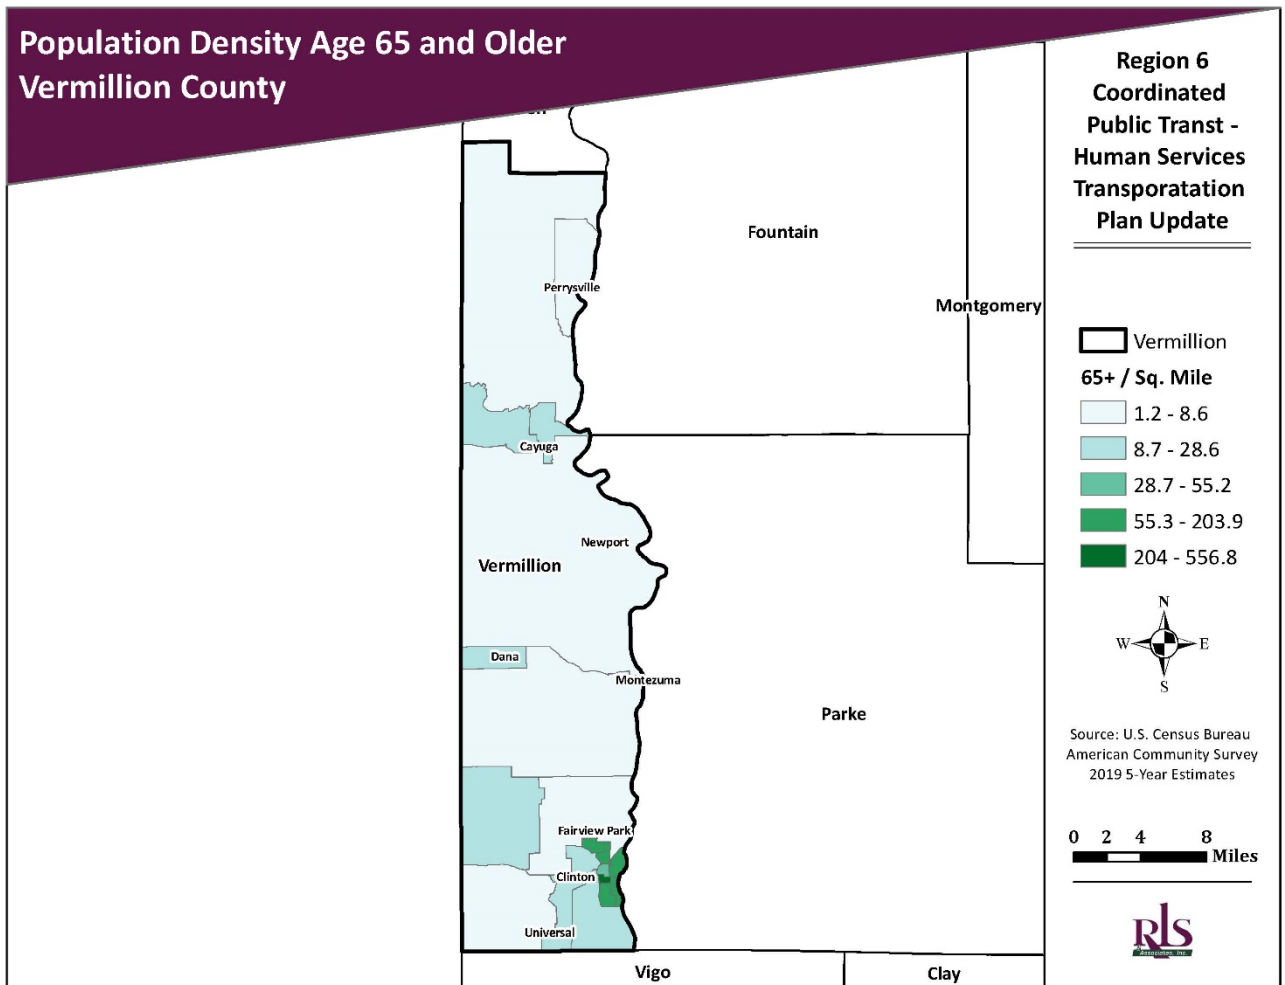 Population Density Age 65 and Older
Vermillion County
Region 6
Coordinated
Public Transt -
Human Services
Transporatation
Plan Update
Fountain
Perrysville
Montgomery
Vermillion
65+ / Sq. Mile
1.2 - 8.6
8.7 - 28.6
28.7 - 55.2
55.3 - 203.9
204 - 556.8
Cayuga
Newport
Vermillion
N
W
E
S
Dana
Montezuma
Parke
Source: U.S. Census Bureau
American Community Survey
2019 5-Year Estimates
Fairview Park
Clinton
0 2 4 8
Miles
Universal
RLS
& Associates, Inc.
Vigo
Clay